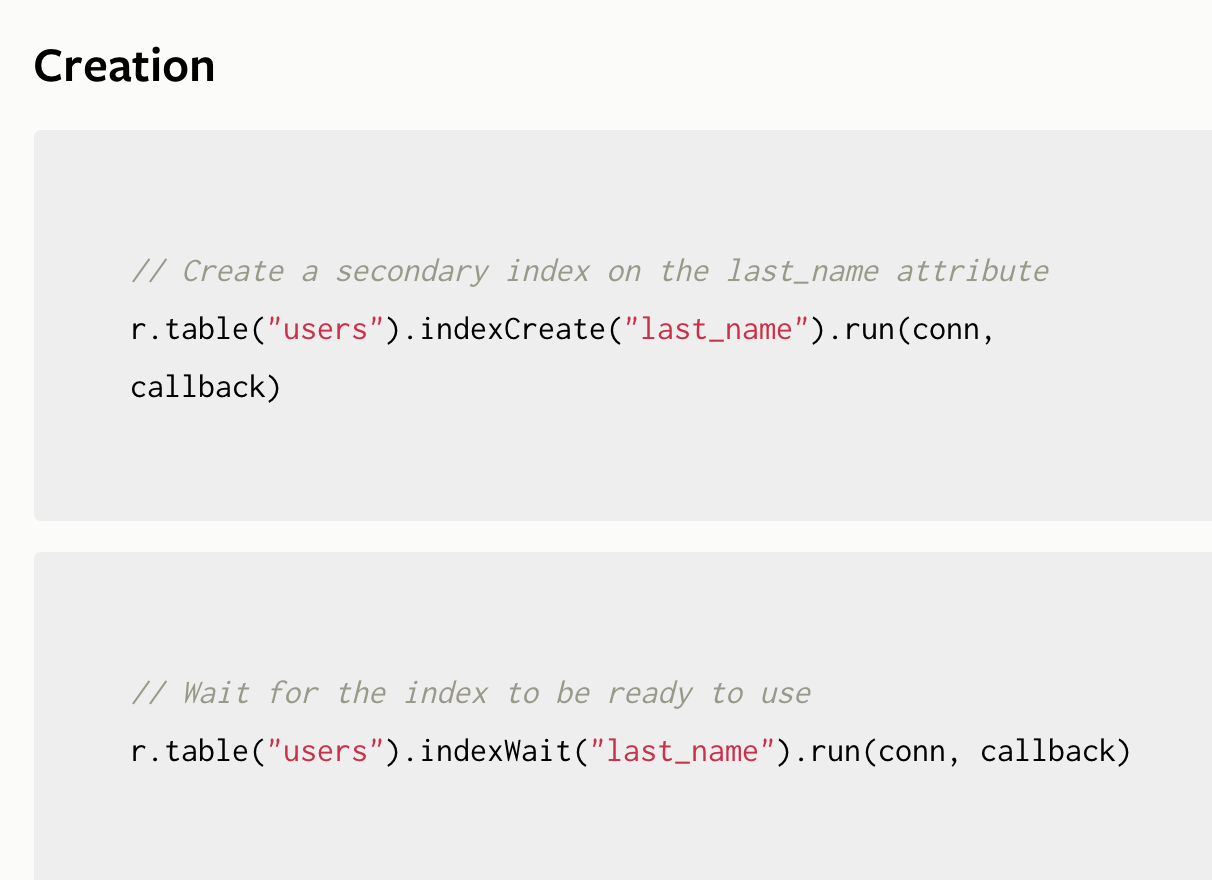 Creation
// Create a secondary index on the last_name attribute
r.table("users").indexCreate("last_name").run(conn,
callback)
// Wait for the index to be ready to use
r.table("users").indexWait("last_name").run(conn, callback)